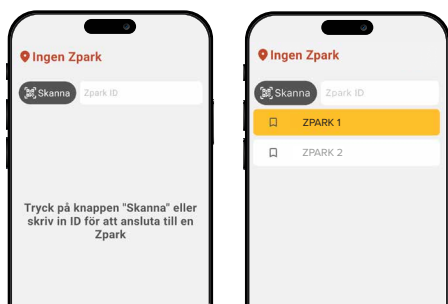 Ingen Zpark
Skanna Zpark ID
Tryck på knappen "Skanna" eller
skriv in ID för att ansluta till en
Zpark
Ingen Zpark
Skanna Zpark ID
ZPARK 1
ZPARK 2